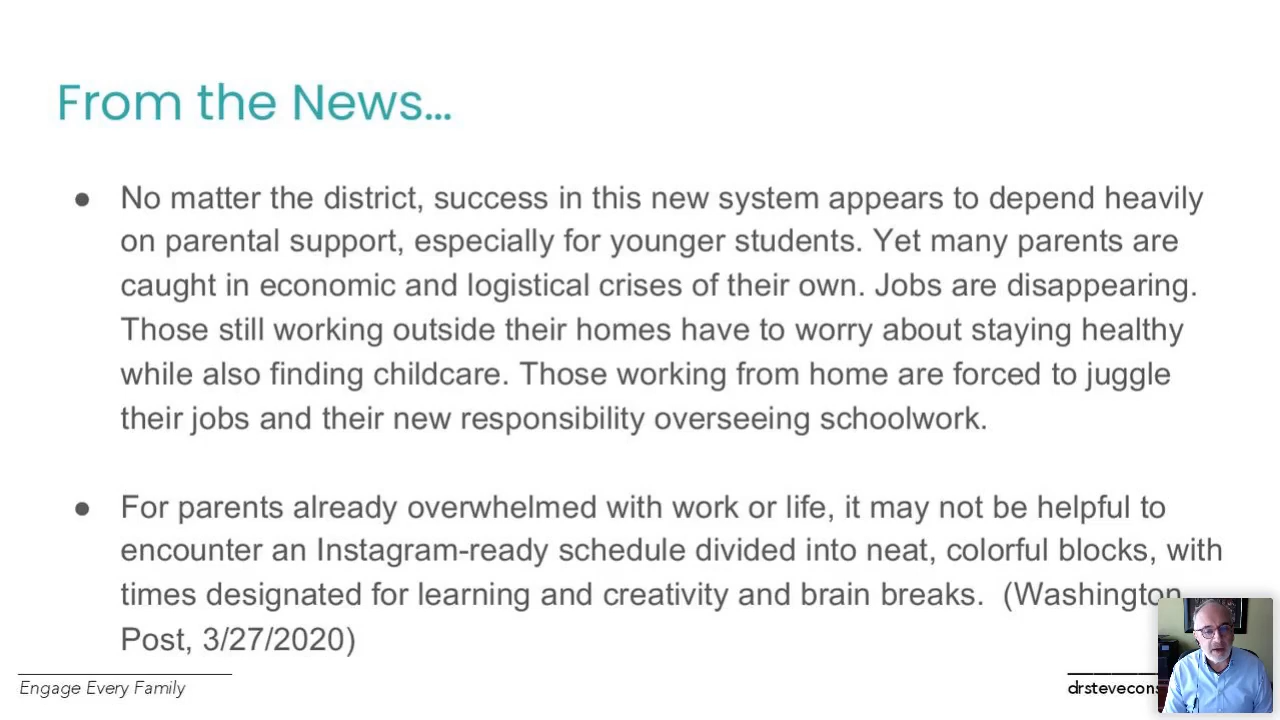 From the News...
● No matter the district, success in this new system appears to depend heavily
on parental support, especially for younger students. Yet many parents are
caught in economic and logistical crises of their own. Jobs are disappearing.
Those still working outside their homes have to worry about staying healthy
while also finding childcare. Those working from home are forced to juggle
their jobs and their new responsibility overseeing schoolwork.
● For parents already overwhelmed with work or life, it may not be helpful to
encounter an Instagram-ready schedule divided into neat, colorful blocks, with
times designated for learning and creativity and brain breaks. (Washington
Post, 3/27/2020)
Engage Every Family